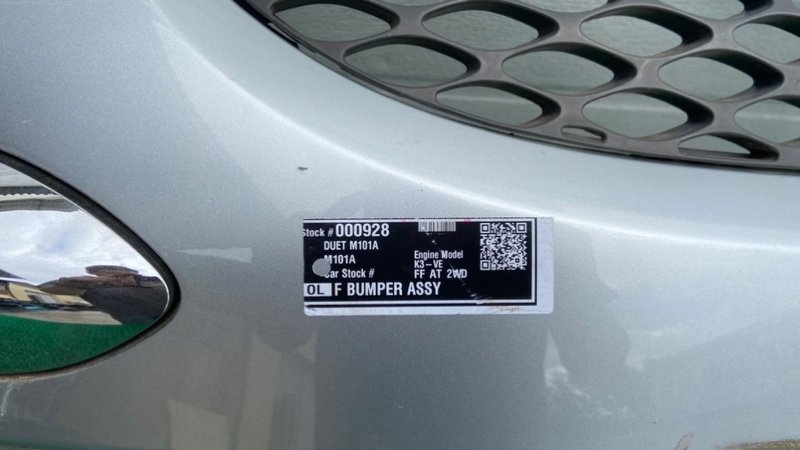 Stock # 000928
DUET M101A
M101A
Engine Model
K3-VE
Car Stock #
FF AT 2WD
OL F BUMPER ASSY